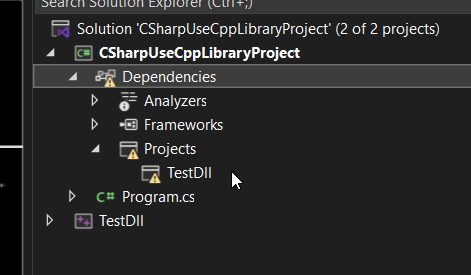 Search Solution Explorer (Ctrl+;)
Solution 'CSharpUseCppLibraryProject' (2 of 2 projects)
C# CSharpUseCppLibraryProject
Dependencies
Analyzers
Frameworks
Projects
TestDll
C# Program.cs
TestDll